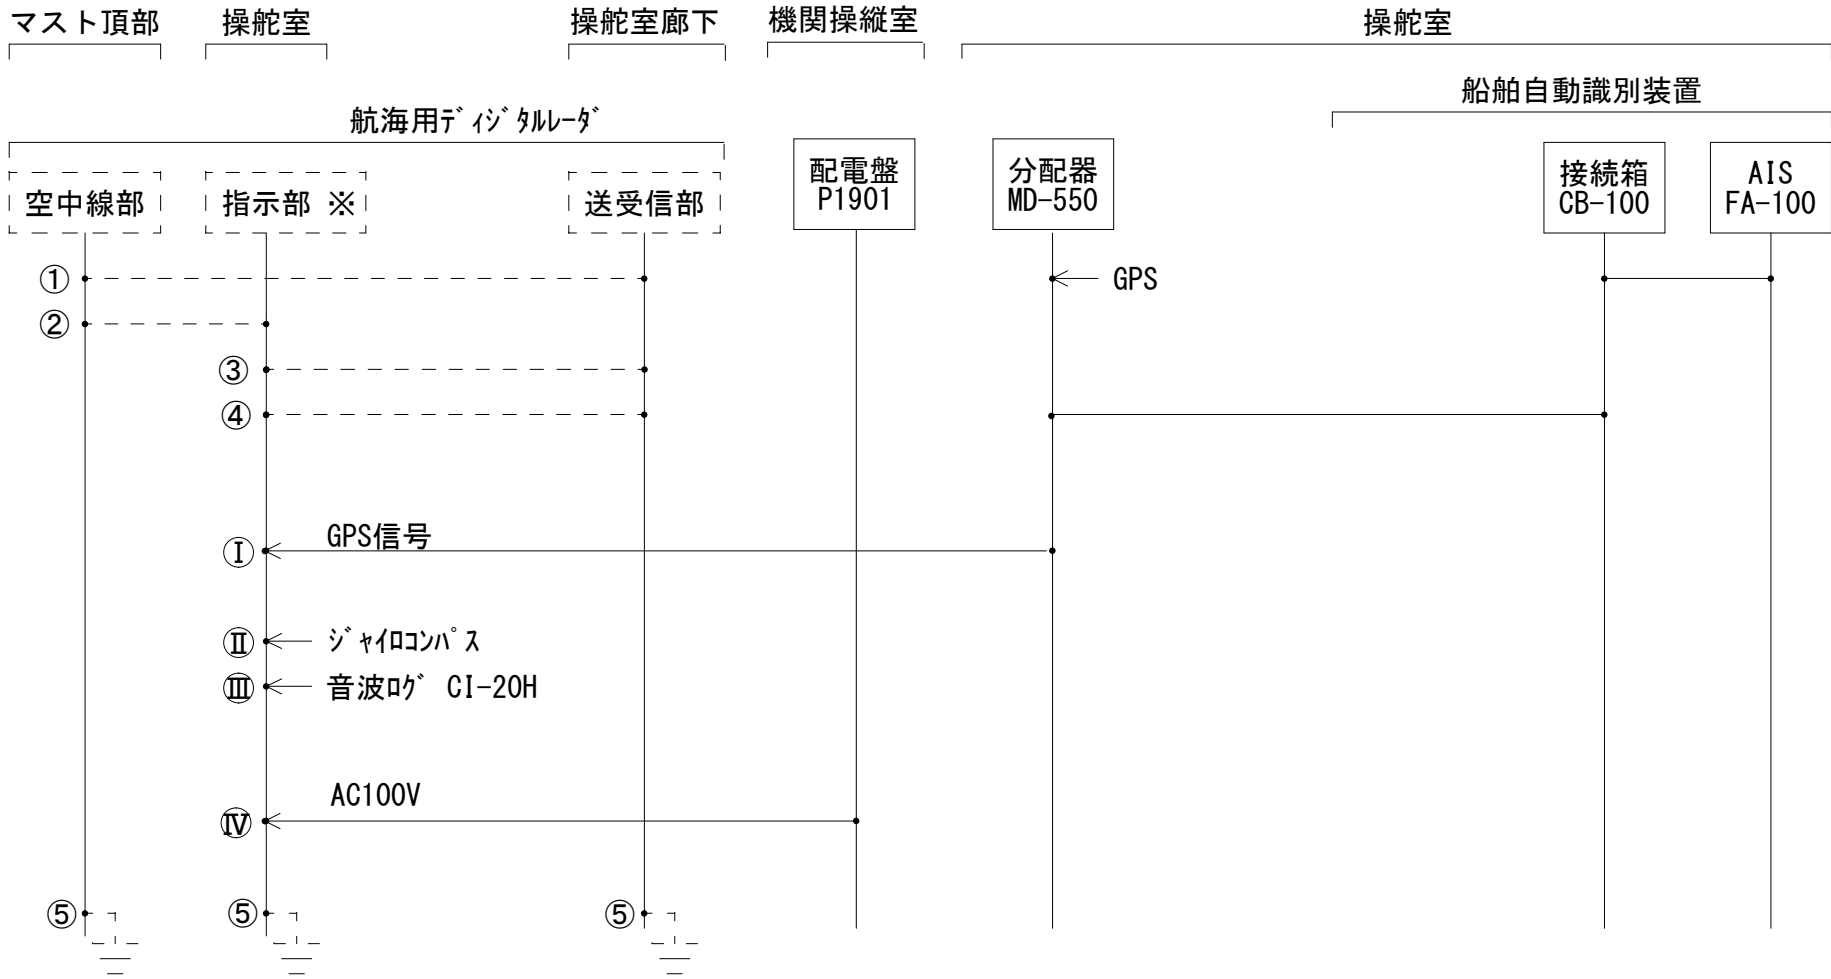 マスト頂部
操舵室
操舵室廊下
機関操縦室
操舵室
船舶自動識別装置
航海用ﾃﾞｨｼﾞﾀﾙﾚｰﾀﾞ
空中線部
指示部 ※
送受信部
配電盤
P1901
分配器
MD-550
接続箱
CB-100
AIS
FA-100
①
GPS
②
③
④
GPS信号
Ⅰ
Ⅱ
ｼﾞｬｲﾛｺﾝﾊﾟｽ
Ⅲ
音波ﾛｸﾞ CI-20H
AC100V
Ⅳ
⑤
⑤
⑤